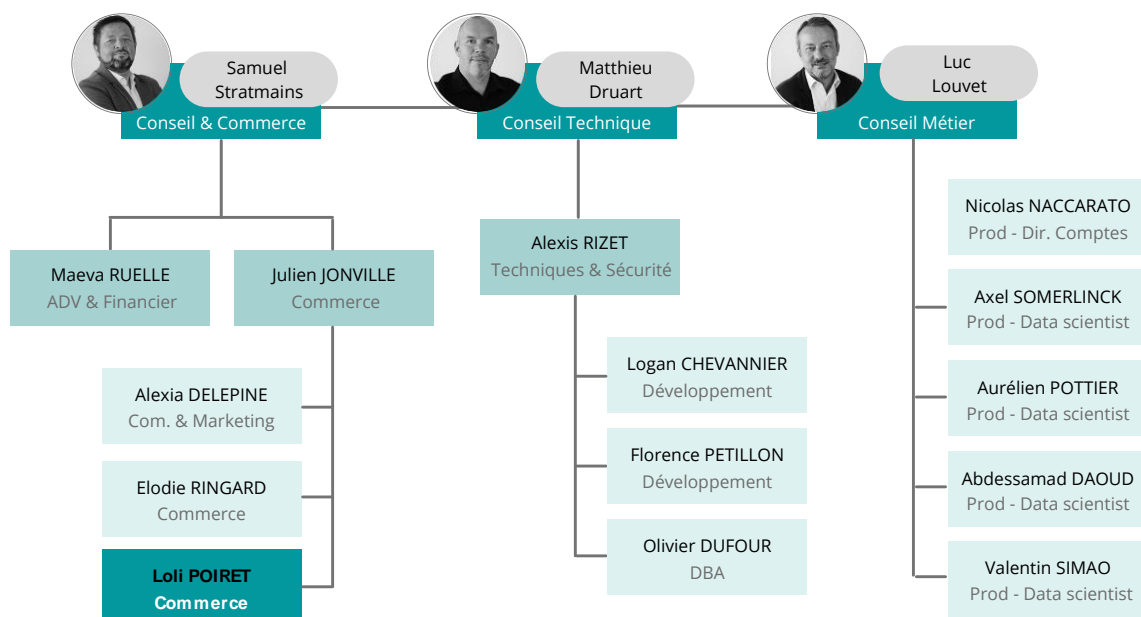 Samuel
Stratmains
Conseil & Commerce
Matthieu
Druart
Conseil Technique
Luc
Louvet
Conseil Métier
Maeva RUELLE
ADV & Financier
Julien JONVILLE
Commerce
Alexia DELEPINE
Com. & Marketing
Elodie RINGARD
Commerce
Loli POIRET
Commerce
Alexis RIZET
Techniques & Sécurité
Logan CHEVANNIER
Développement
Florence PETILLON
Développement
Olivier DUFOUR
DBA
Nicolas NACCARATO
Prod - Dir. Comptes
Axel SOMERLINCK
Prod - Data scientist
Aurélien POTTIER
Prod - Data scientist
Abdessamad DAOUD
Prod - Data scientist
Valentin SIMAO
Prod - Data scientist